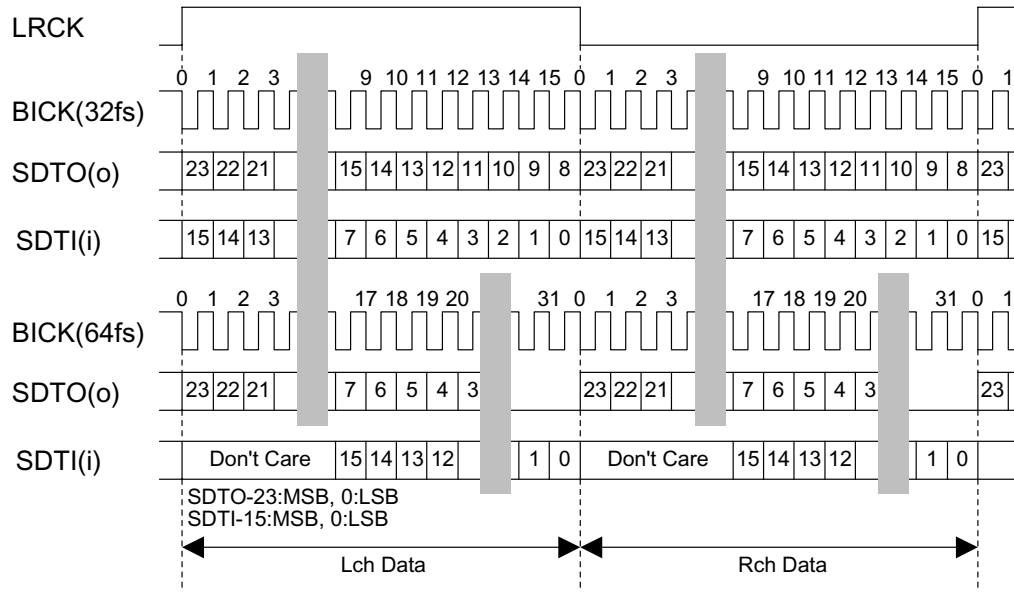 LRCK
0 1 2 3 9 10 11 12 13 14 15 0 1 2 3 9 10 11 12 13 14 15 0 1
BICK(32fs)
SDTO(o) 23 22 21 15 14 13 12 11 10 9 8 23 22 21 15 14 13 12 11 10 9 8 23
SDTI(i) 15 14 13 7 6 5 4 3 2 1 0 15 14 13 7 6 5 4 3 2 1 0 15
0 1 2 3 17 18 19 20 31 0 1 2 3 17 18 19 20 31 0 1
BICK(64fs)
SDTO(o) 23 22 21 7 6 5 4 3 23 22 21 7 6 5 4 3 23
SDTI(i) Don't Care 15 14 13 12 1 0 Don't Care 15 14 13 12 1 0
SDTO-23:MSB, 0:LSB
SDTI-15:MSB, 0:LSB
Lch Data Rch Data